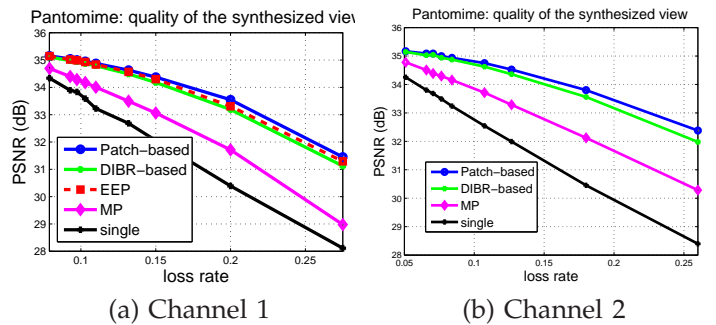 Pantomime: quality of the synthesized view
36
35
34
33
32
31
30
29
28
PSNR (dB)
Patch−based
DIBR−based
EEP
MP
single
0.1
0.15
0.2
0.25
loss rate
(a) Channel 1
Pantomime: quality of the synthesized view
36
35
34
33
32
31
30
29
28
PSNR (dB)
Patch−based
DIBR−based
MP
single
0.05
0.1
0.15
0.2
0.25
loss rate
(b) Channel 2